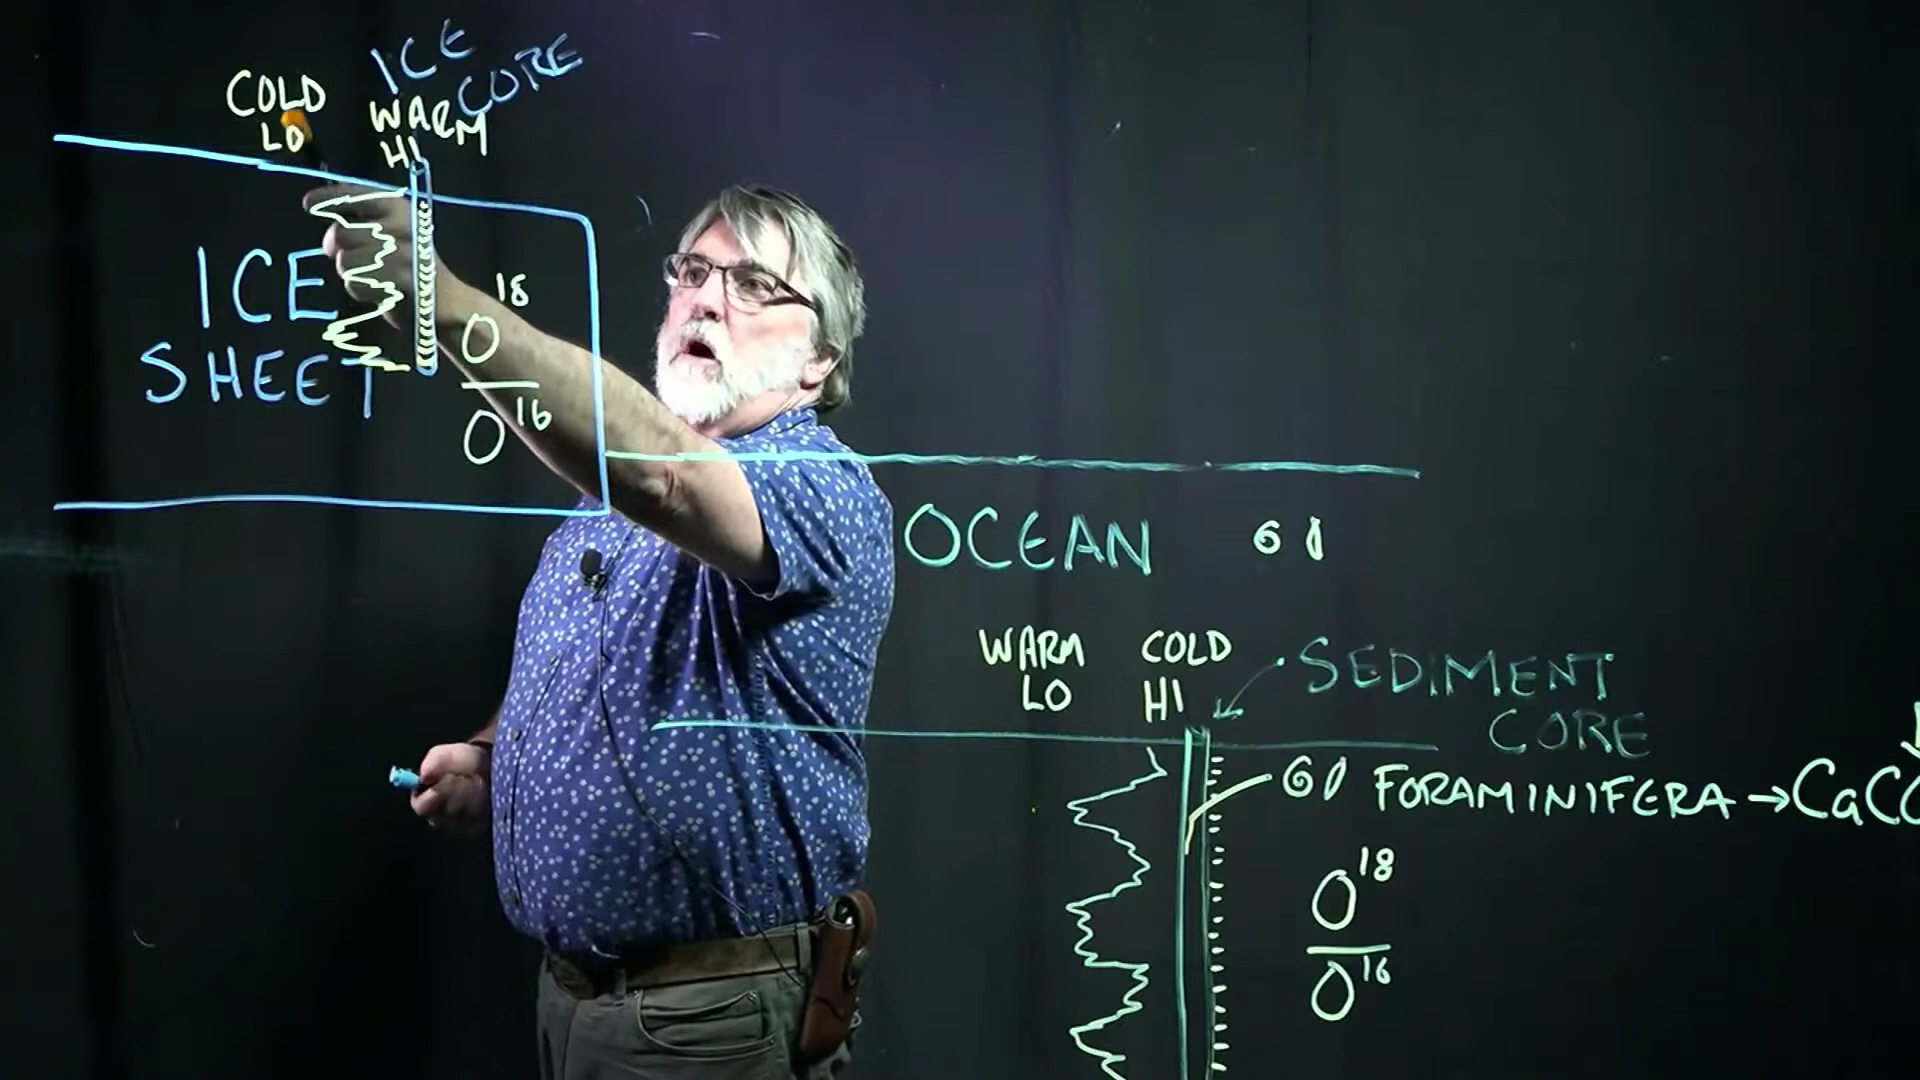 ICE
CORE
COLD
LO
WARM
HI
ICE
SHEET
O18
O16
OCEAN
WARM
LO
COLD
HI
SEDIMENT
CORE
FORAMINIFERA → CaCO
O18
O16